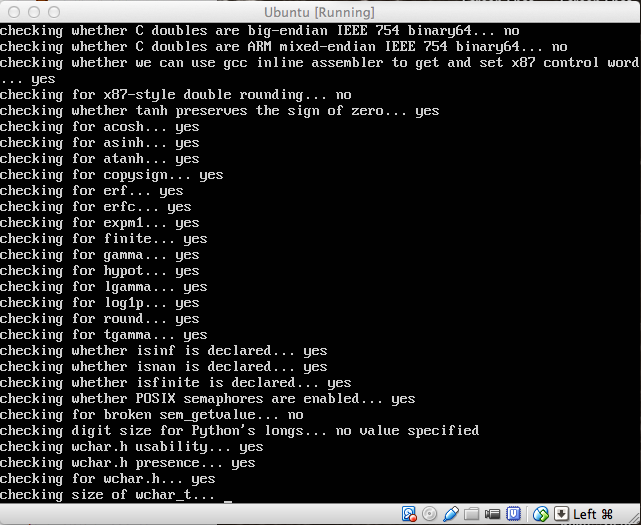 Ubuntu [Running]
checking whether C doubles are big-endian IEEE 754 binary64... no
checking whether C doubles are ARM mixed-endian IEEE 754 binary64... no
checking whether we can use gcc inline assembler to get and set x87 control word
... yes
checking for x87-style double rounding... no
checking whether tanh preserves the sign of zero... yes
checking for acosh... yes
checking for asinh... yes
checking for atanh... yes
checking for copysign... yes
checking for erf... yes
checking for erfc... yes
checking for expm1... yes
checking for finite... yes
checking for gamma... yes
checking for hypot... yes
checking for lgamma... yes
checking for log1p... yes
checking for round... yes
checking for tgamma... yes
checking whether isinf is declared... yes
checking whether isnan is declared... yes
checking whether isfinite is declared... yes
checking whether POSIX semaphores are enabled... yes
checking for broken sem_getvalue... no
checking digit size for Python's longs... no value specified
checking wchar.h usability... yes
checking wchar.h presence... yes
checking for wchar.h... yes
checking size of wchar_t... _
Left ⌘